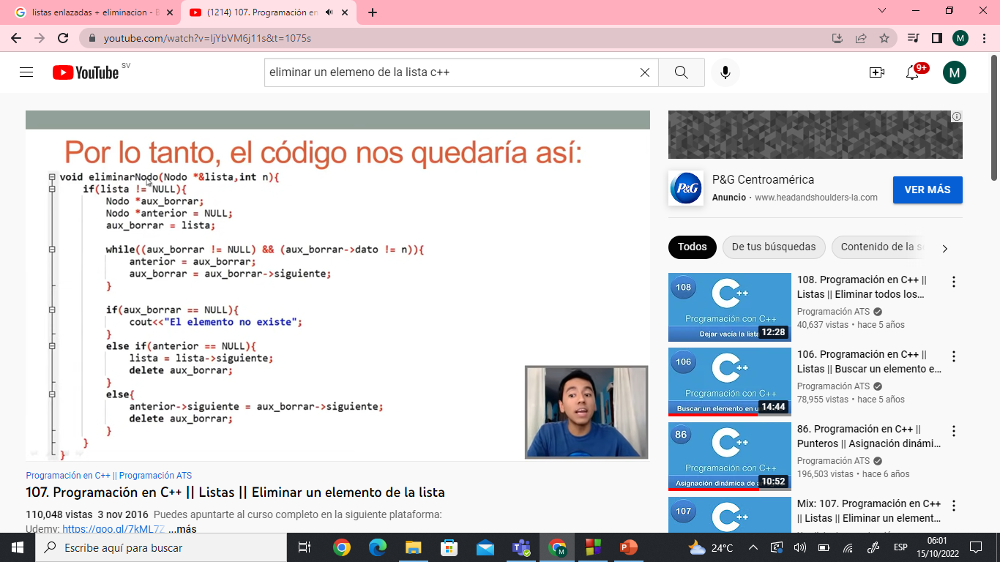 listas enlazadas + eliminacion - B
(1214) 107. Programación en
youtube.com/watch?v=IjYbVM6j11s&t=1075s
M
YouTube SV
eliminar un elemeno de la lista c++
9+
M
Por lo tanto, el código nos quedaría así:
void eliminarNodo(Nodo *&lista,int n){
if(lista != NULL){
Nodo *aux_borrar;
Nodo *anterior = NULL;
aux_borrar = lista;
while((aux_borrar != NULL) && (aux_borrar->dato != n)){
anterior = aux_borrar;
aux_borrar = aux_borrar->siguiente;
}
if(aux_borrar == NULL){
cout<<"El elemento no existe";
}
else if(anterior == NULL){
lista = lista->siguiente;
delete aux_borrar;
}
else{
anterior->siguiente = aux_borrar->siguiente;
delete aux_borrar;
}
}
}
Programación en C++ || Programación ATS
107. Programación en C++ || Listas || Eliminar un elemento de la lista
110,048 vistas 3 nov 2016 Puedes apuntarte al curso completo en la siguiente plataforma:
Udemy: https://goo.gl/7kML7Z ...más
P&G
P&G Centroamérica
Anuncio · www.headandshoulders-la.com
VER MÁS
Todos
De tus búsquedas
Contenido de la s
108
C++
Programación con C++
Dejar vacia la lista
12:28
108. Programación en C++ ||
Listas || Eliminar todos los...
Programación ATS
40,637 vistas · hace 5 años
106
C++
Programación con C++
Buscar un elemento en u
14:44
106. Programación en C++ ||
Listas || Buscar un elemento e...
Programación ATS
78,955 vistas · hace 5 años
86
C++
Programación con C++
Asignación dinámica de a
10:52
86. Programación en C++ ||
Punteros || Asignación dinámi...
Programación ATS
196,503 vistas · hace 6 años
107
Mix: 107. Programación en C++
|| Listas || Eliminar un element...
Escribe aquí para buscar
24°C
ESP
06:01
15/10/2022